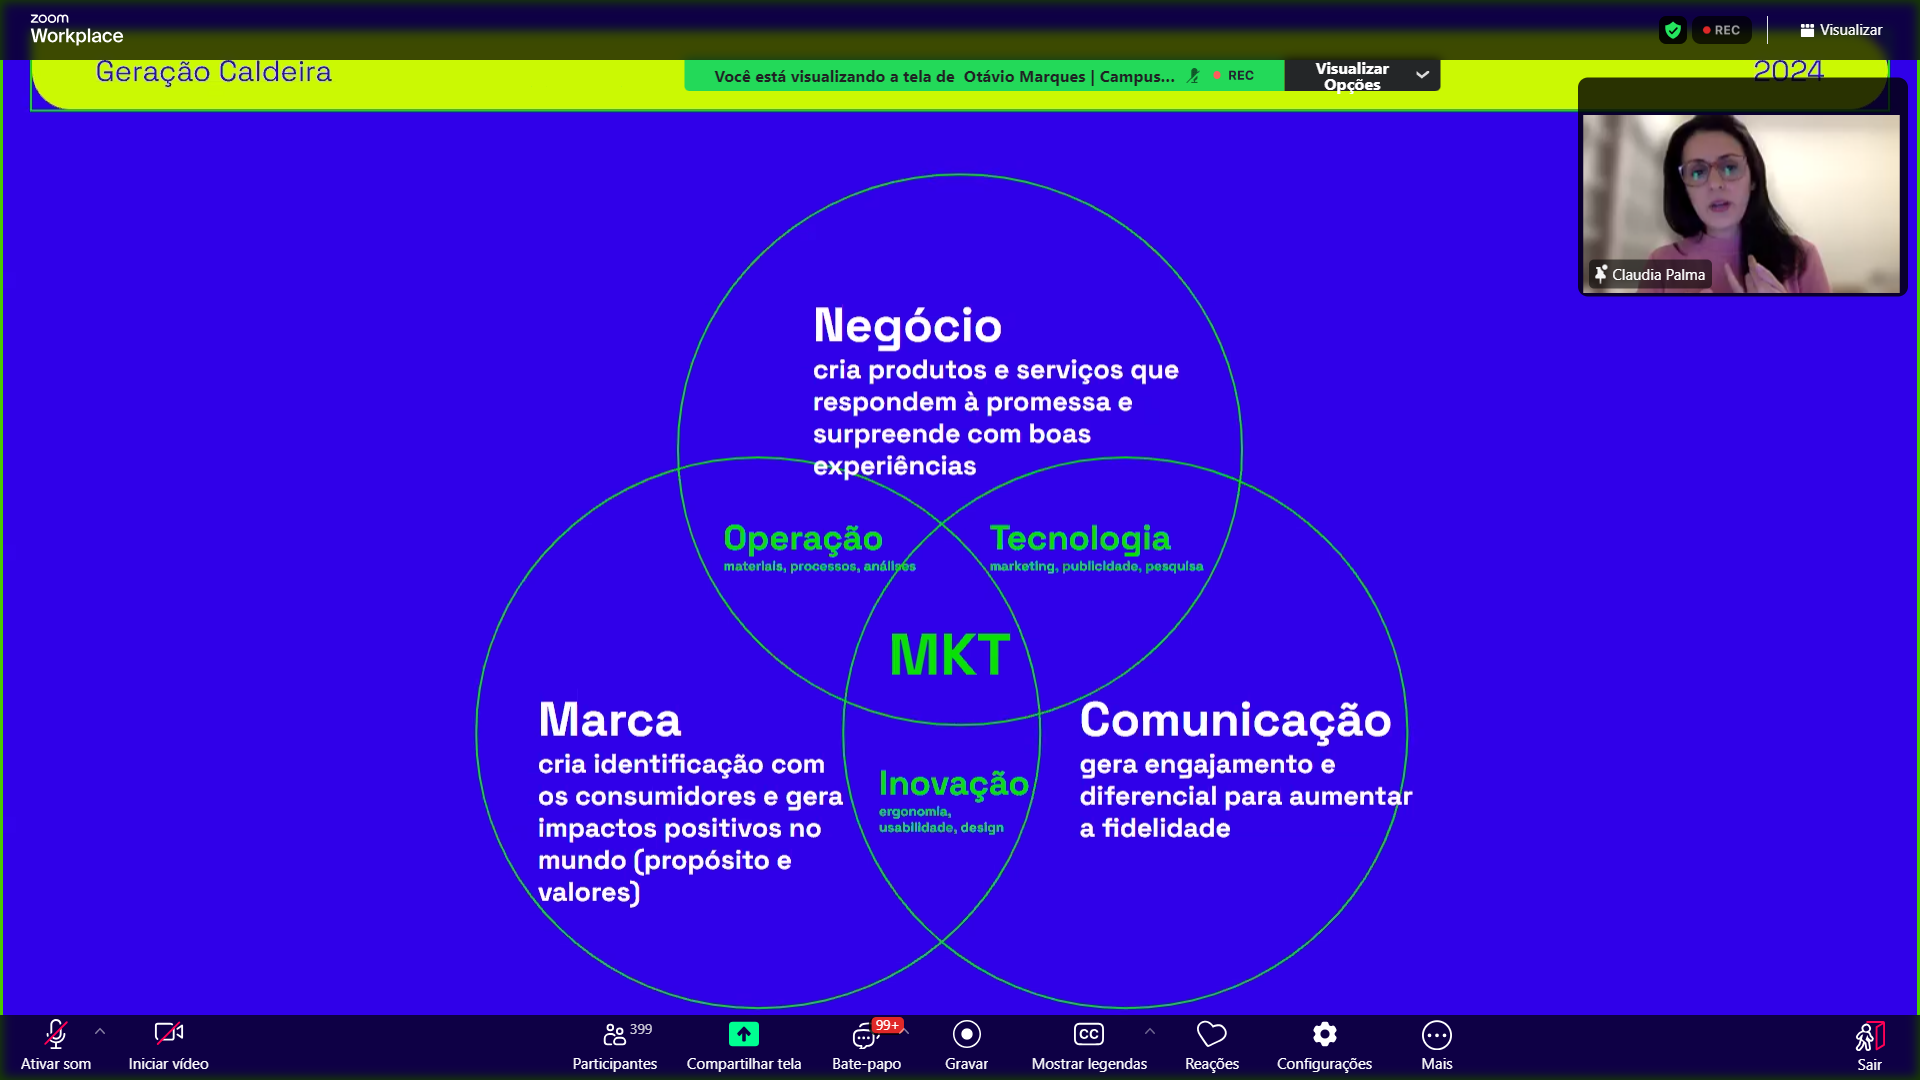 zoom
Workplace
REC
Visualizar
Geração Caldeira
Você está visualizando a tela de Otávio Marques | Campus...
REC
Visualizar
Opções
2024
Claudia Palma
Negócio
cria produtos e serviços que
respondem à promessa e
surpreende com boas
experiências
Operação
materiais, processos, análises
Tecnologia
marketing, publicidade, pesquisa
MKT
Marca
cria identificação com
os consumidores e gera
impactos positivos no
mundo (propósito e
valores)
Inovação
ergonomia,
usabilidade, design
Comunicação
gera engajamento e
diferencial para aumentar
a fidelidade
Ativar som
Iniciar vídeo
399
Participantes
Compartilhar tela
99+
Bate-papo
Gravar
CC
Mostrar legendas
Reações
Configurações
Mais
Sair